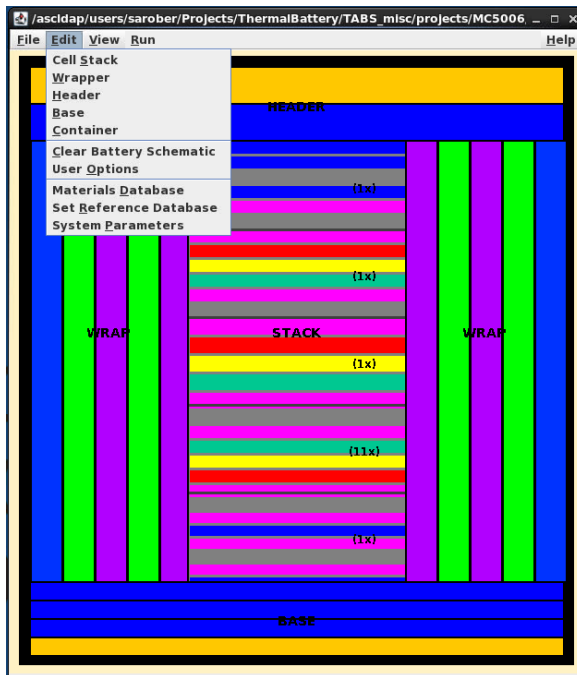 /ascldap/users/sarober/Projects/ThermalBattery/TABS_misc/projects/MC5006_
File Edit View Run Help
Cell Stack
Wrapper
Header
Base
Container
Clear Battery Schematic
User Options
Materials Database
Set Reference Database
System Parameters
HEADER
(1x)
(1x)
WRAP STACK WRAP
(1x)
(11x)
(1x)
BASE